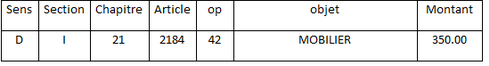 Sens Section Chapitre Article op objet Montant
D I 21 2184 42 MOBILIER 350.00